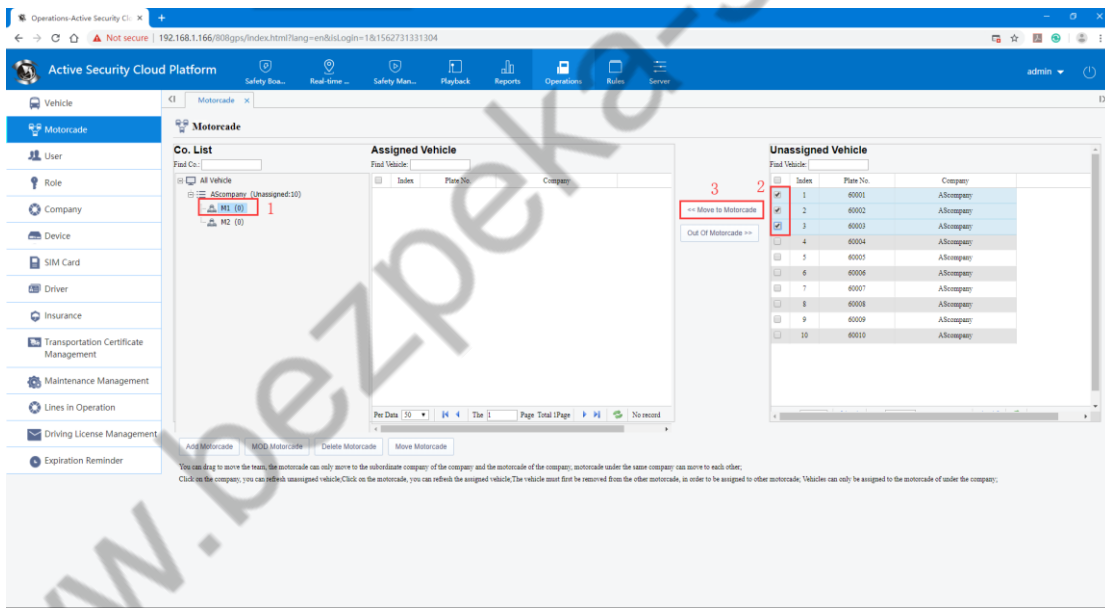 Operations-Active Security Cl
Not secure | 192.168.1.166/808gps/index.html?lang=en&isLogin=1&1562731331304
Active Security Cloud Platform
Safety Boa...
Real-time ...
Safety Man...
Playback
Reports
Operations
Rules
Server
admin
Vehicle
Motorcade
User
Role
Company
Device
SIM Card
Driver
Insurance
Transportation Certificate
Management
Maintenance Management
Lines in Operation
Driving License Management
Expiration Reminder
Motorcade ×
Motorcade
Co. List
Find Co.:
All Vehicle
AScompany (Unassigned:10)
M1 (0)
1
M2 (0)
Assigned Vehicle
Find Vehicle:
Index Plate No. Company
Per Data 50 The 1 Page Total 1Page No record
3
<< Move to Motorcade
Out Of Motorcade >>
2
Unassigned Vehicle
Find Vehicle:
Index Plate No. Company
1 60001 AScompany
2 60002 AScompany
3 60003 AScompany
4 60004 AScompany
5 60005 AScompany
6 60006 AScompany
7 60007 AScompany
8 60008 AScompany
9 60009 AScompany
10 60010 AScompany
Add Motorcade MOD Motorcade Delete Motorcade Move Motorcade
You can drag to move the team, the motorcade can only move to the subordinate company of the company and the motorcade of the company, motorcade under the same company can move to each other;
Click on the company, you can refresh unassigned vehicle;Click on the motorcade, you can refresh the assigned vehicle;The vehicle must first be removed from the other motorcade, in order to be assigned to other motorcade; Vehicles can only be assigned to the motorcade of under the company;